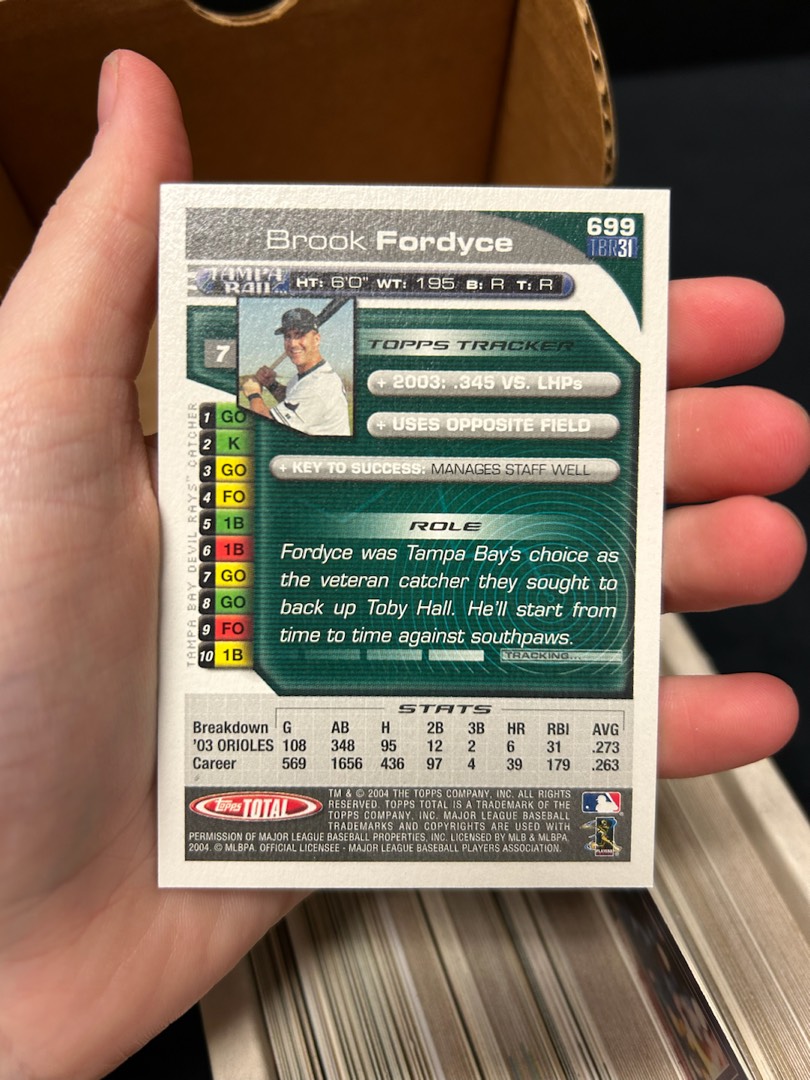 699
Brook Fordyce
TBR31
TAMPA
HT: 6'0" WT: 195 B: R T: R
TOPPS TRACKER
7
+ 2003: .345 VS. LHPs
+ USES OPPOSITE FIELD
+ KEY TO SUCCESS: MANAGES STAFF WELL
TAMPA BAY DEVIL RAYS™ CATCHER
1 GO
2 K
3 GO
4 FO
5 1B
6 1B
7 GO
8 GO
9 FO
10 1B
ROLE
Fordyce was Tampa Bay's choice as
the veteran catcher they sought to
back up Toby Hall. He'll start from
time to time against southpaws.
TRACKING...
STATS
Breakdown G AB H 2B 3B HR RBI AVG
'03 ORIOLES 108 348 95 12 2 6 31 .273
Career 569 1656 436 97 4 39 179 .263
Topps TOTAL
TM & © 2004 THE TOPPS COMPANY, INC. ALL RIGHTS
RESERVED. TOPPS TOTAL IS A TRADEMARK OF THE
TOPPS COMPANY, INC. MAJOR LEAGUE BASEBALL
TRADEMARKS AND COPYRIGHTS ARE USED WITH
PERMISSION OF MAJOR LEAGUE BASEBALL PROPERTIES, INC. LICENSED BY MLB & MLBPA.
2004. © MLBPA. OFFICIAL LICENSEE - MAJOR LEAGUE BASEBALL PLAYERS ASSOCIATION.
PLAYERS